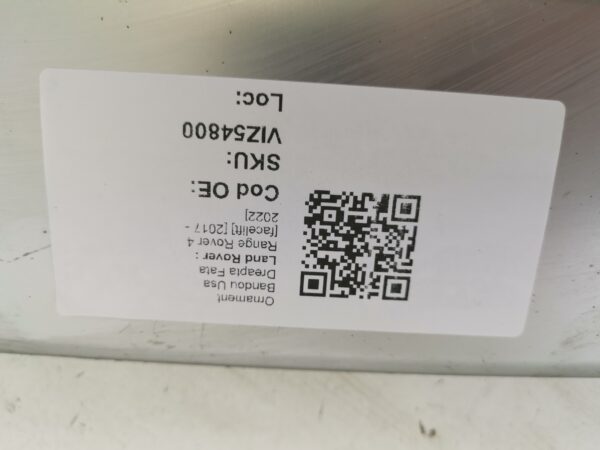 Ornament
Bandou Usa
Dreapta Fata
Land Rover :
Range Rover 4
[facelift] [2017 -
2022]
Cod OE:
SKU:
VIZ54800
Loc: